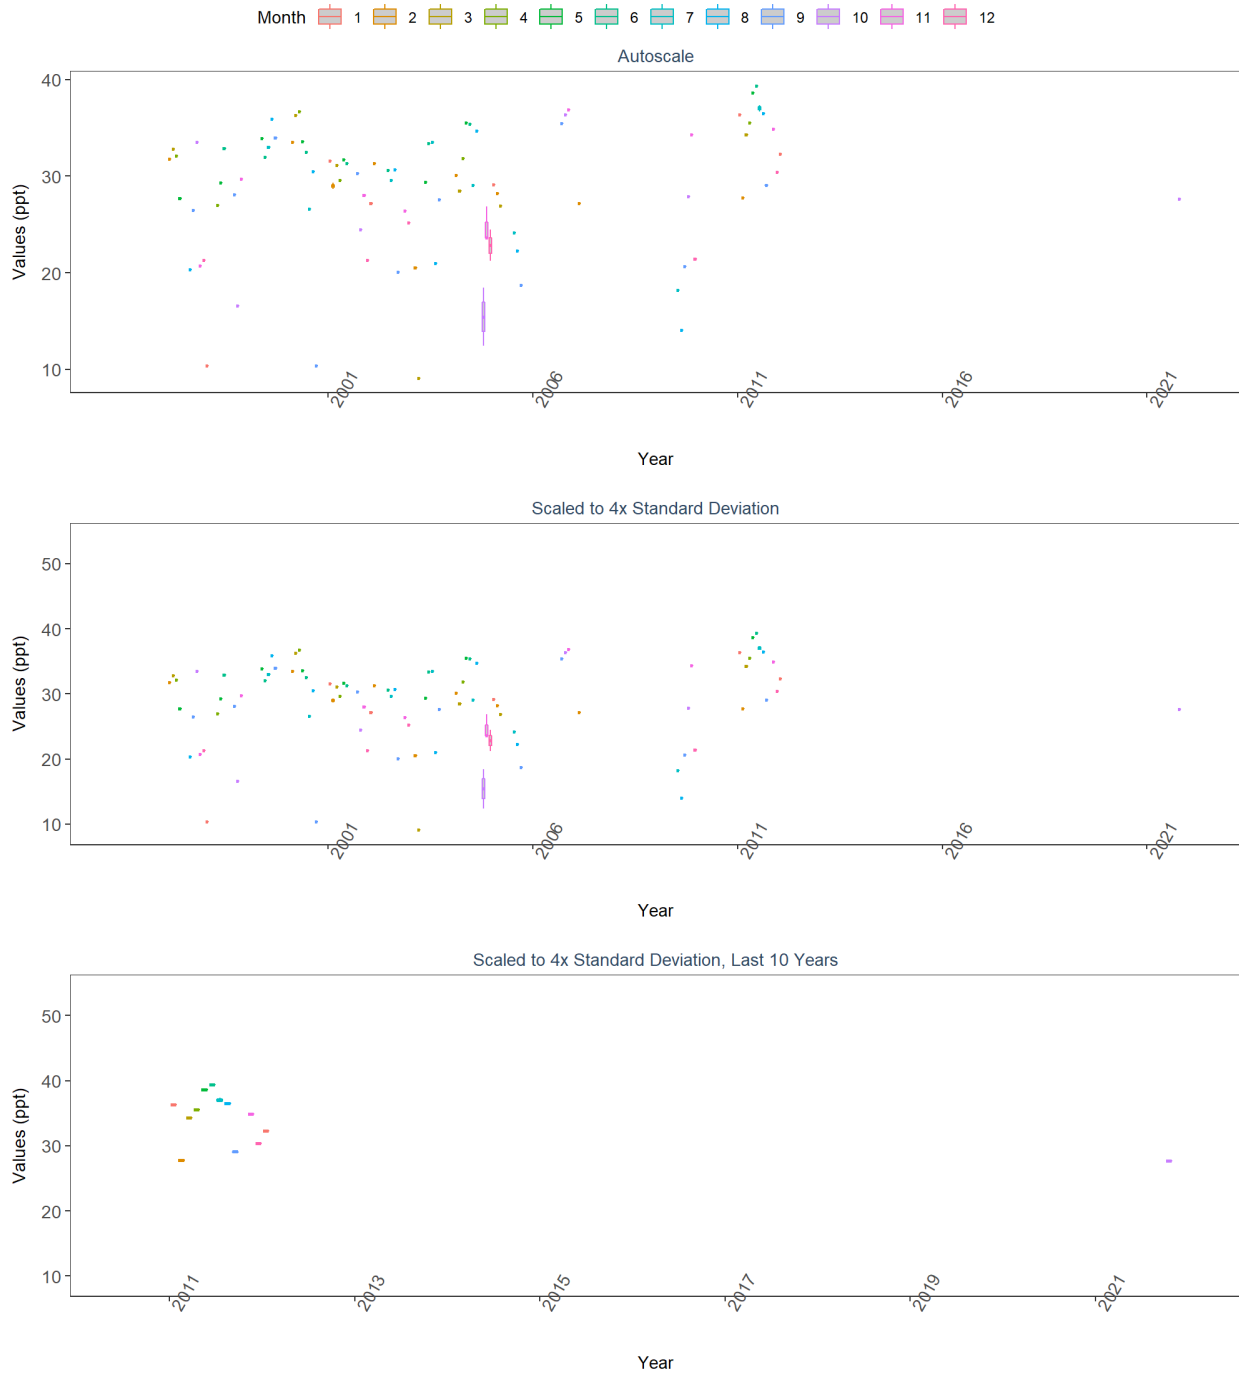 Month 1 2 3 4 5 6 7 8 9 10 11 12
Autoscale
Values (ppt)
40
30
20
10
2001 2006 2011 2016 2021
Year
Scaled to 4x Standard Deviation
Values (ppt)
50
40
30
20
10
2001 2006 2011 2016 2021
Year
Scaled to 4x Standard Deviation, Last 10 Years
Values (ppt)
50
40
30
20
10
2011 2013 2015 2017 2019 2021
Year